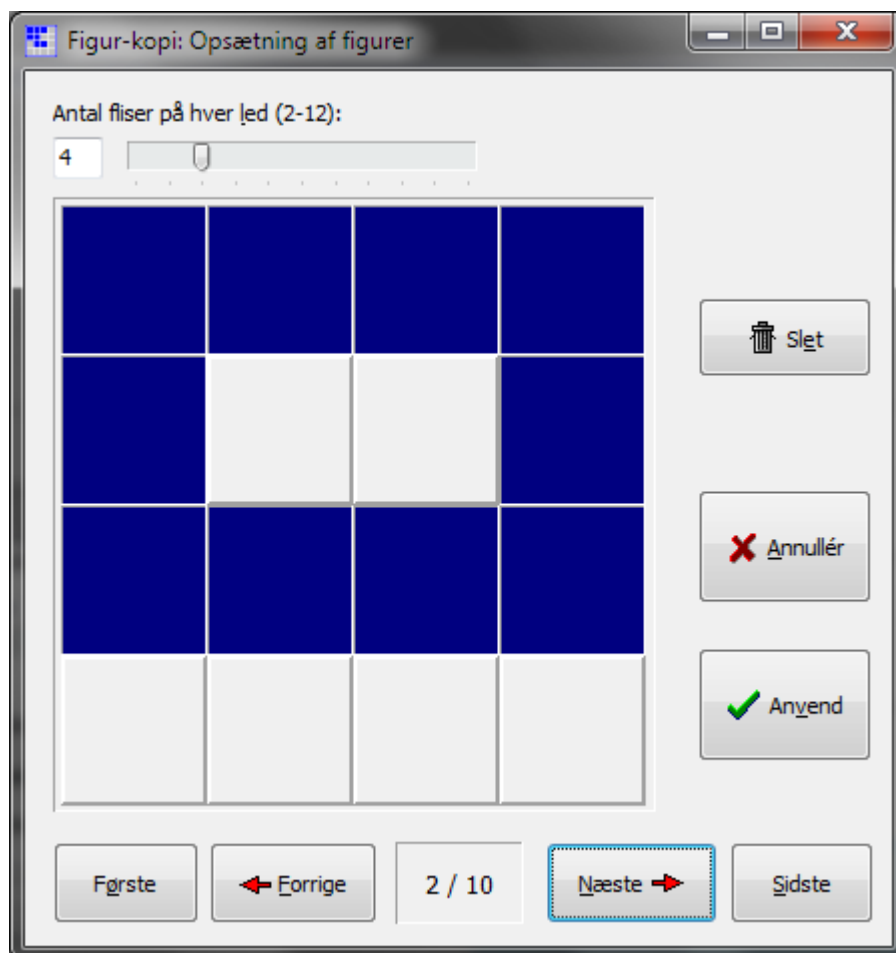 Figur-kopi: Opsætning af figurer
Antal fliser på hver led (2-12):
4
Slet
Annullér
Anvend
Første
Forrige
2 / 10
Næste
Sidste